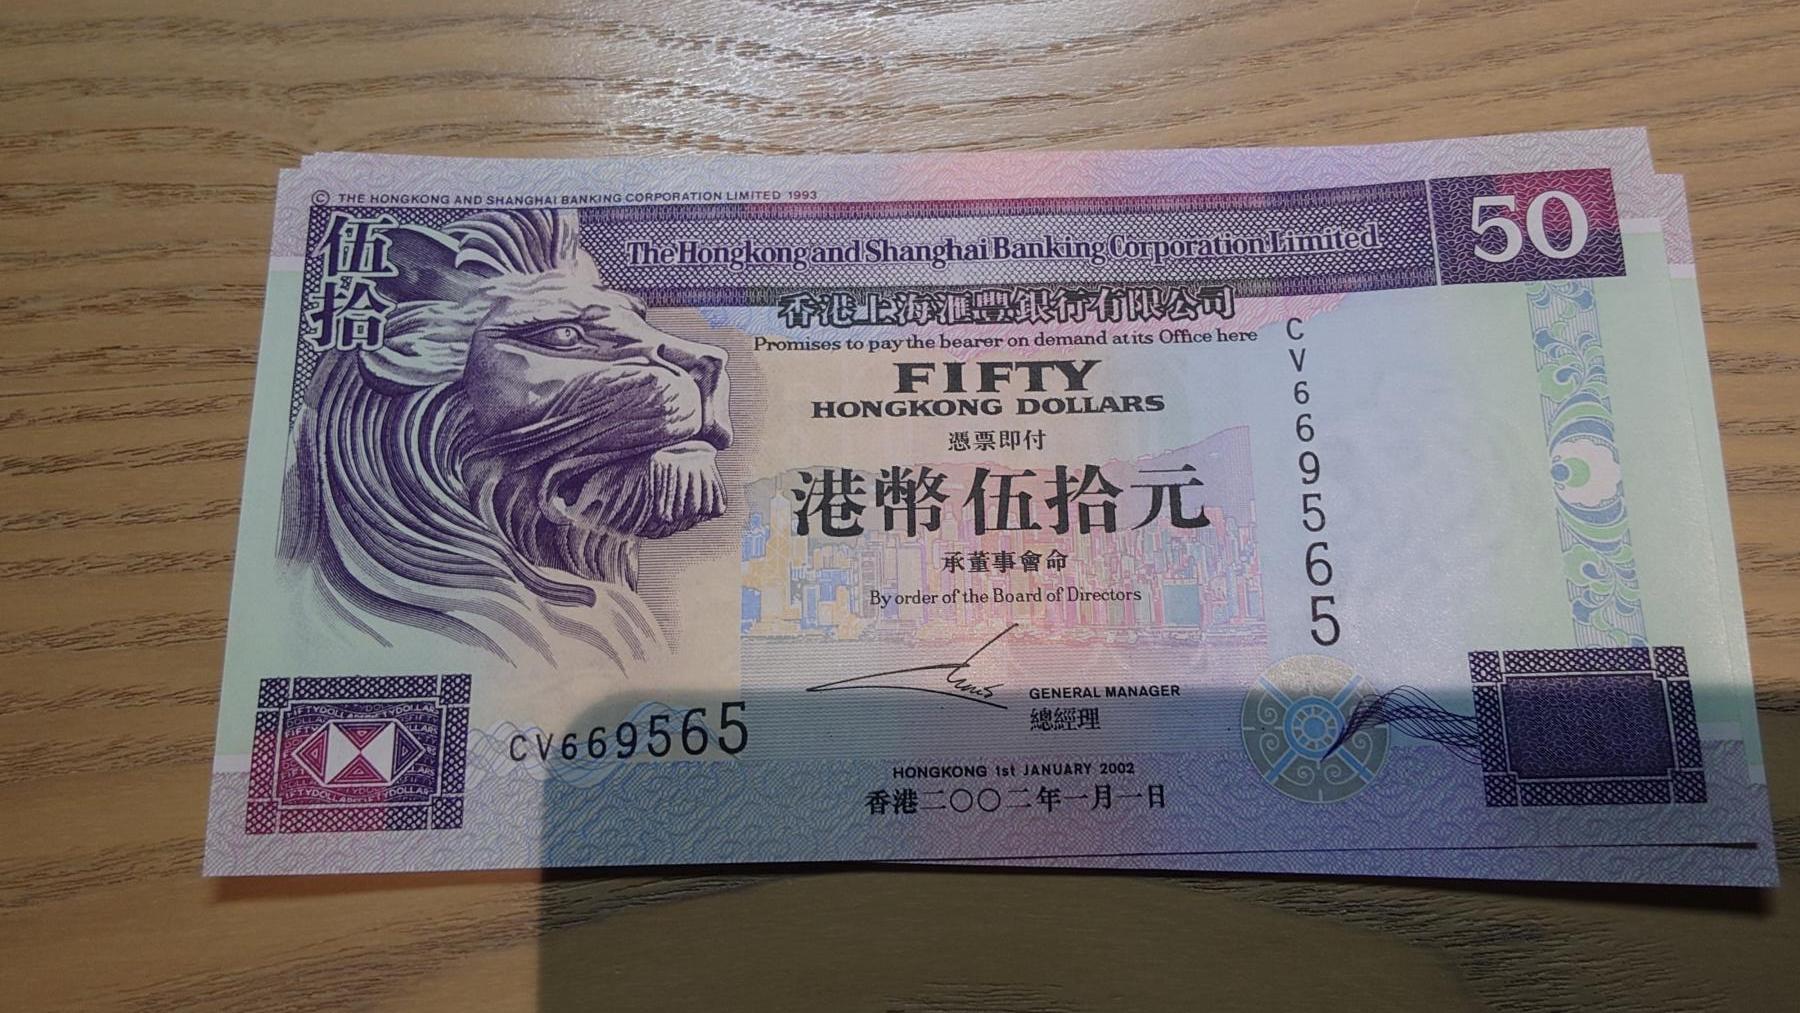 © THE HONGKONG AND SHANGHAI BANKING CORPORATION LIMITED 1993
伍拾
The Hongkong and Shanghai Banking Corporation Limited
50
香港上海滙豐銀行有限公司
Promises to pay the bearer on demand at its Office here
FIFTY
HONGKONG DOLLARS
憑票即付
港幣伍拾元
承董事會命
By order of the Board of Directors
CV669565
GENERAL MANAGER
總經理
CV669565
HONGKONG 1st JANUARY 2002
香港二〇〇二年一月一日